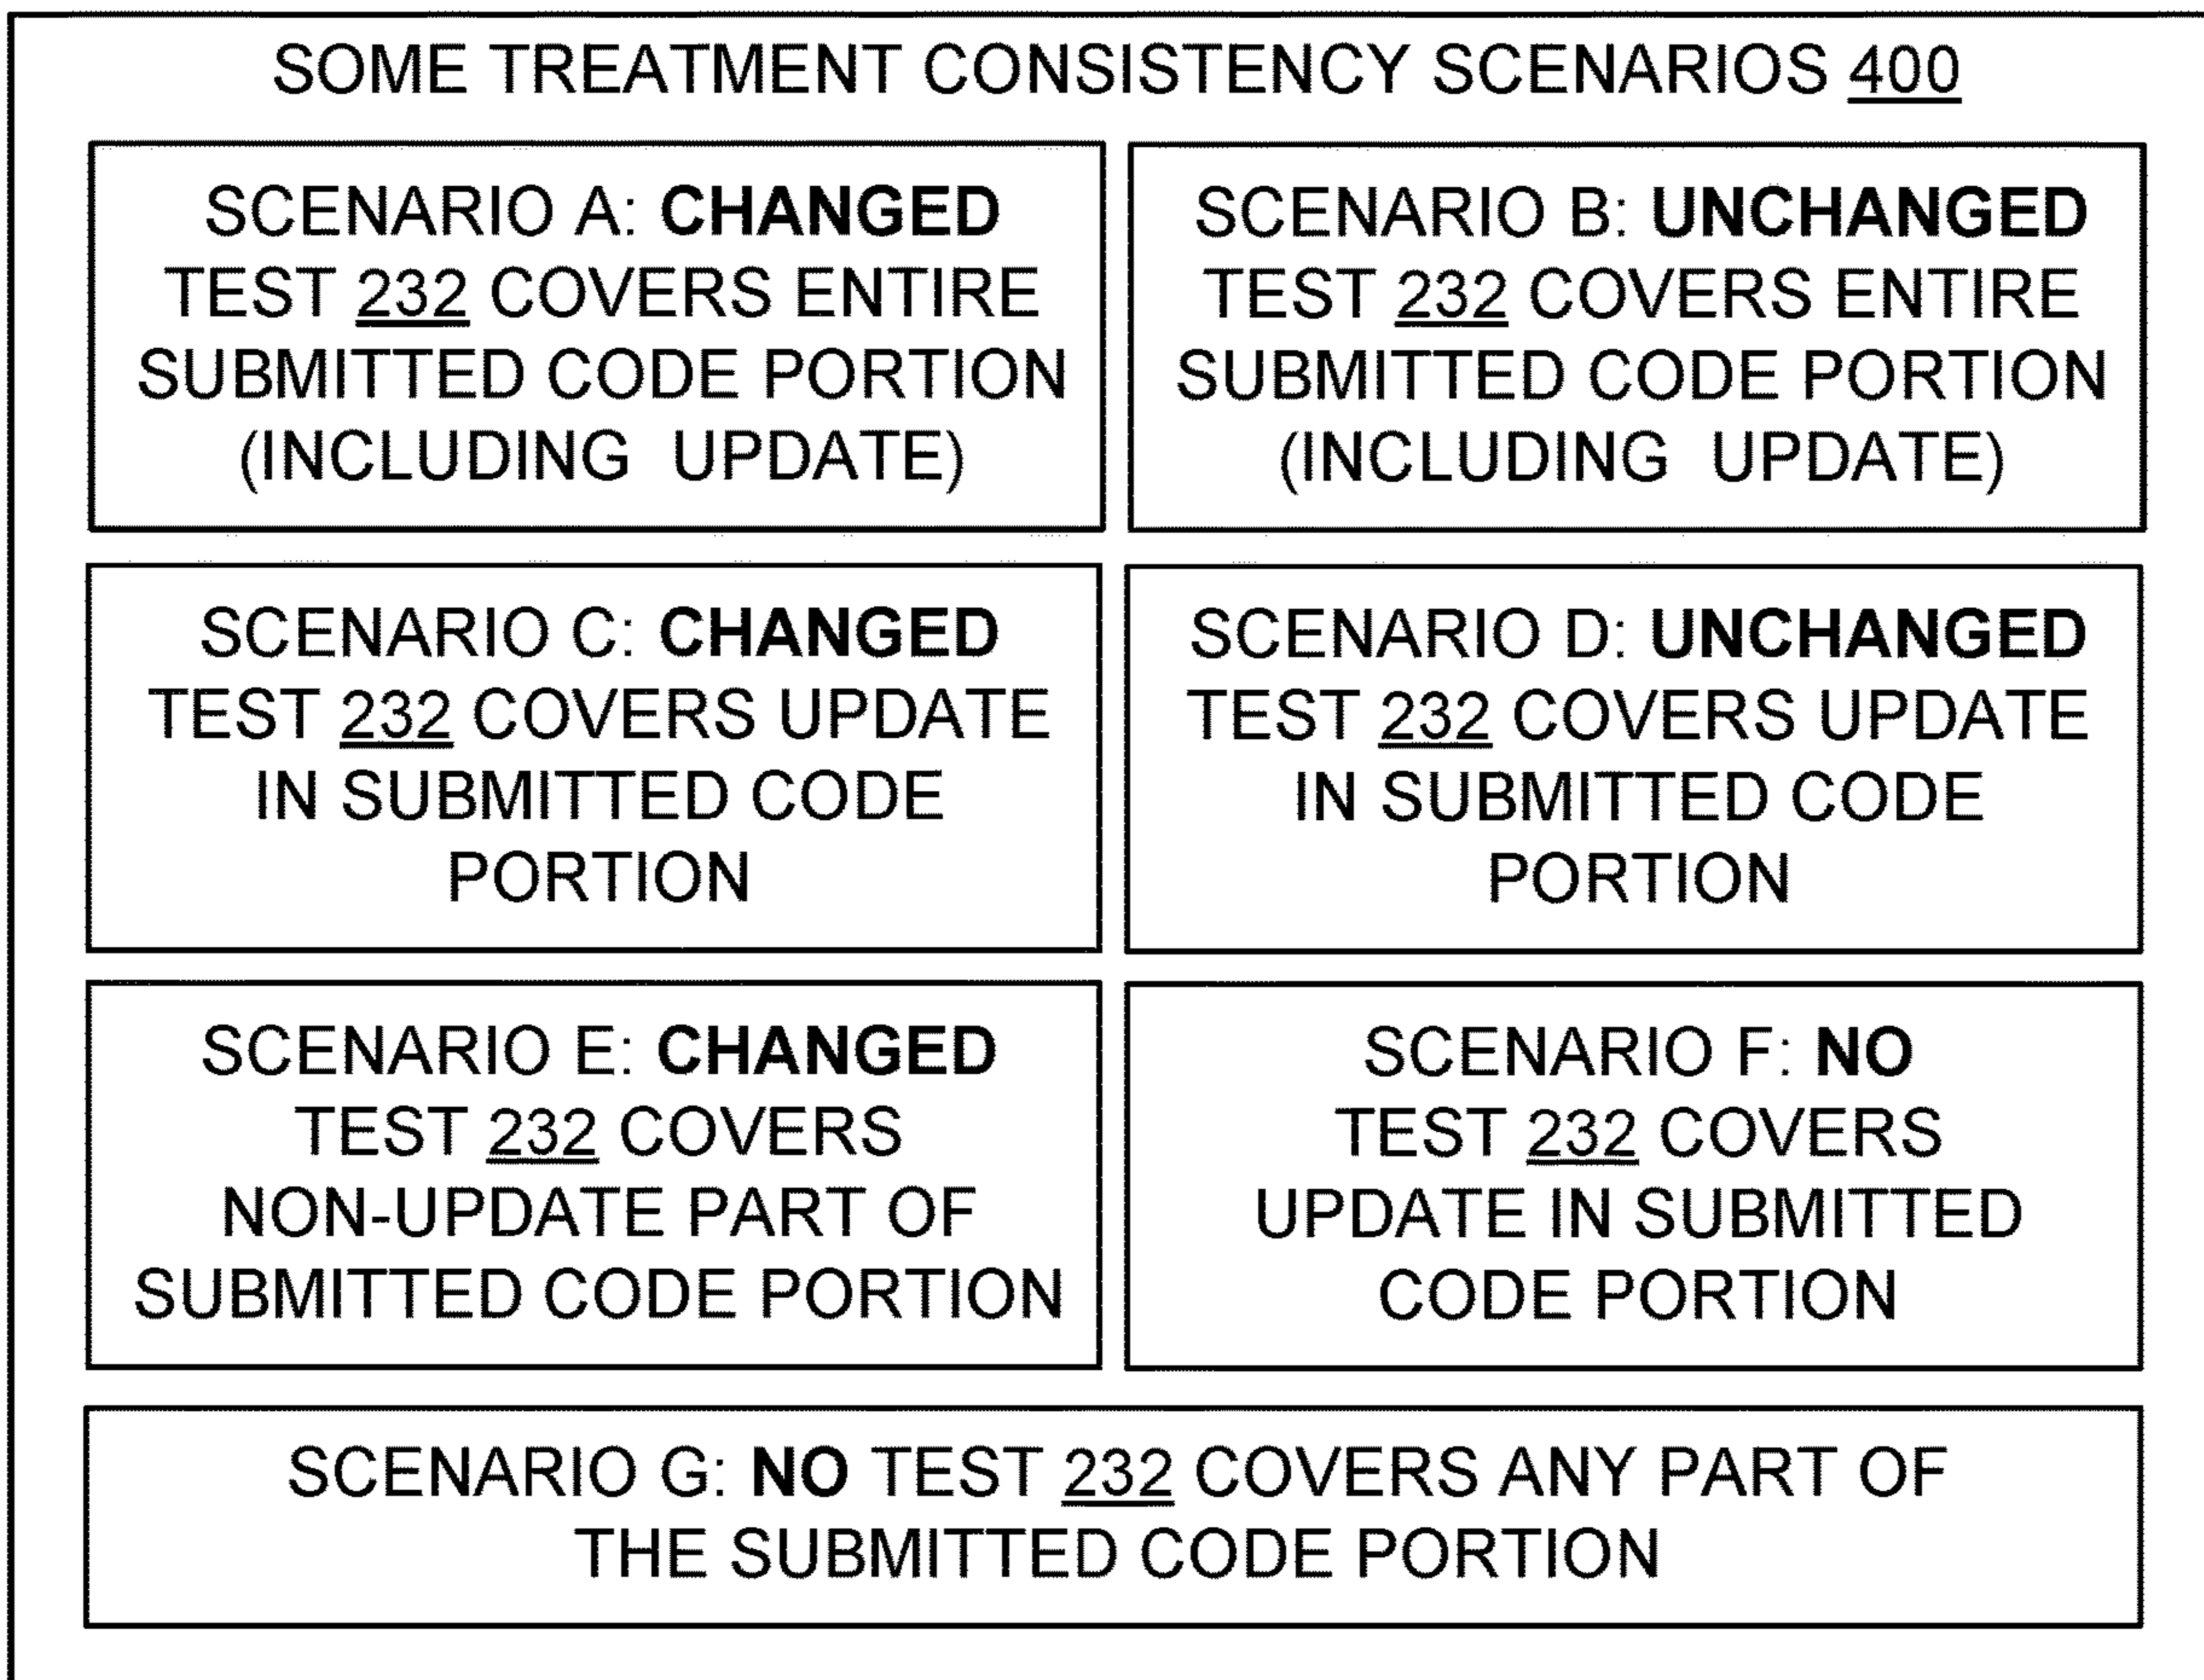 SOME TREATMENT CONSISTENCY SCENARIOS 400
SCENARIO A: CHANGED
TEST 232 COVERS ENTIRE
SUBMITTED CODE PORTION
(INCLUDING UPDATE)
SCENARIO B: UNCHANGED
TEST 232 COVERS ENTIRE
SUBMITTED CODE PORTION
(INCLUDING UPDATE)
SCENARIO C: CHANGED
TEST 232 COVERS UPDATE
IN SUBMITTED CODE
PORTION
SCENARIO D: UNCHANGED
TEST 232 COVERS UPDATE
IN SUBMITTED CODE
PORTION
SCENARIO E: CHANGED
TEST 232 COVERS
NON-UPDATE PART OF
SUBMITTED CODE PORTION
SCENARIO F: NO
TEST 232 COVERS
UPDATE IN SUBMITTED
CODE PORTION
SCENARIO G: NO TEST 232 COVERS ANY PART OF
THE SUBMITTED CODE PORTION